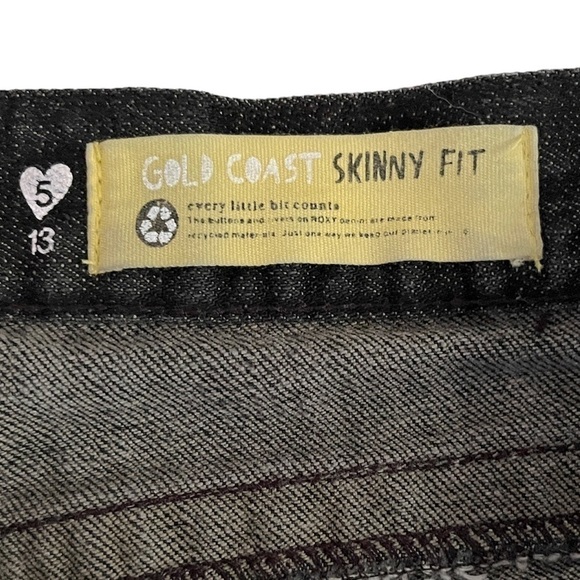 5
13
GOLD COAST SKINNY FIT
every little bit counts
The buttons and rivets on ROXY denim are made from
recycled materials. Just one way we keep our planet